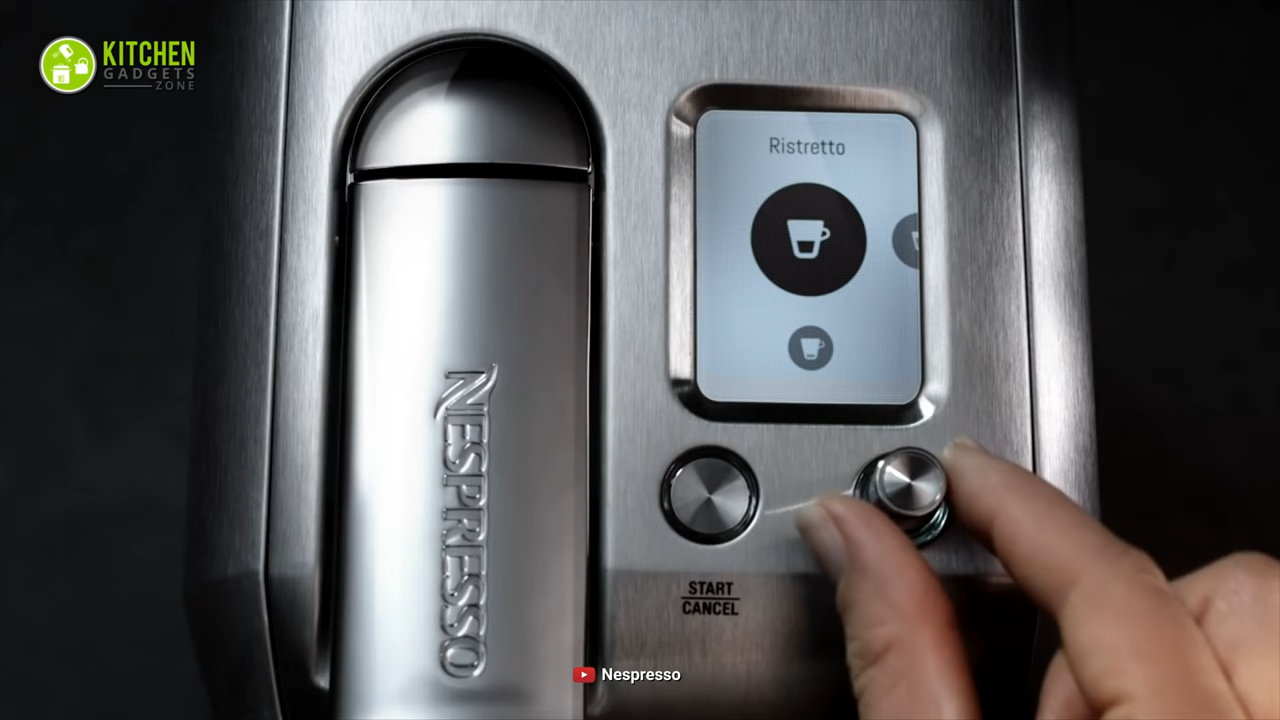 KITCHEN
GADGETS
ZONE
Ristretto
NESPRESSO
START
CANCEL
Nespresso